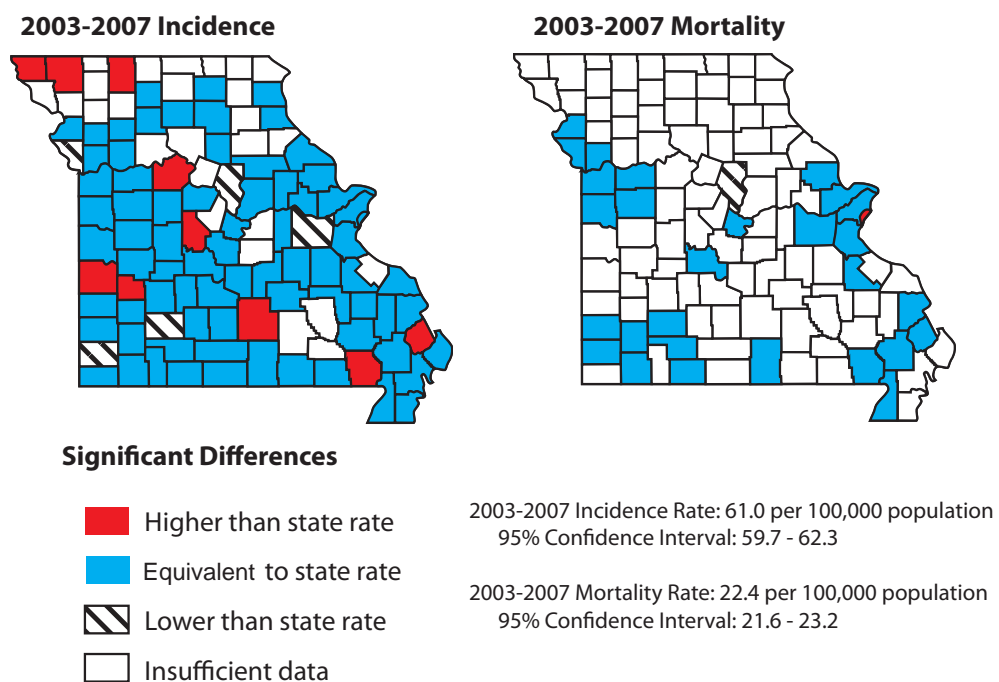 2003-2007 Incidence
2003-2007 Mortality
Significant Differences
Higher than state rate
Equivalent to state rate
Lower than state rate
Insufficient data
2003-2007 Incidence Rate: 61.0 per 100,000 population
95% Confidence Interval: 59.7 - 62.3
2003-2007 Mortality Rate: 22.4 per 100,000 population
95% Confidence Interval: 21.6 - 23.2